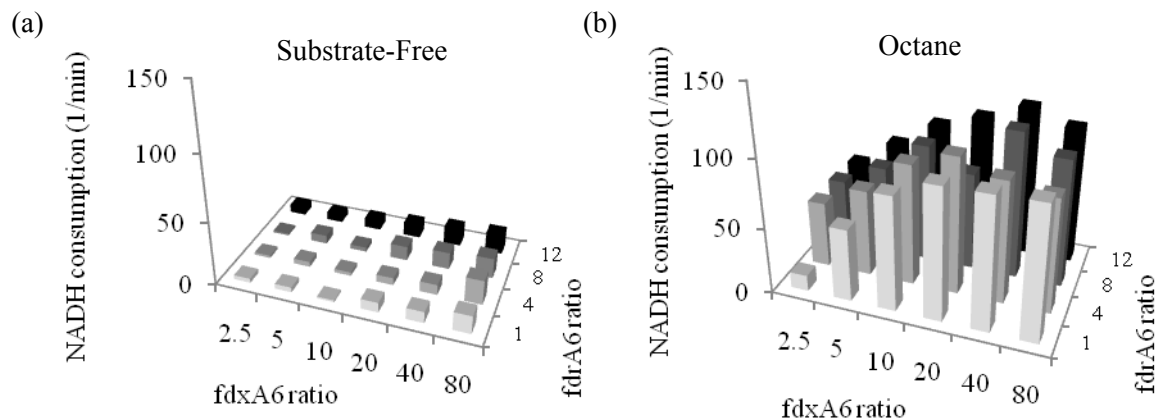 (a)
Substrate-Free
NADH consumption (1/min)
150
100
50
0
2.5
5
10
20
40
80
fdxA6 ratio
1
4
8
12
fdrA6 ratio
(b)
Octane
NADH consumption (1/min)
150
100
50
0
2.5
5
10
20
40
80
fdxA6 ratio
1
4
8
12
fdrA6 ratio